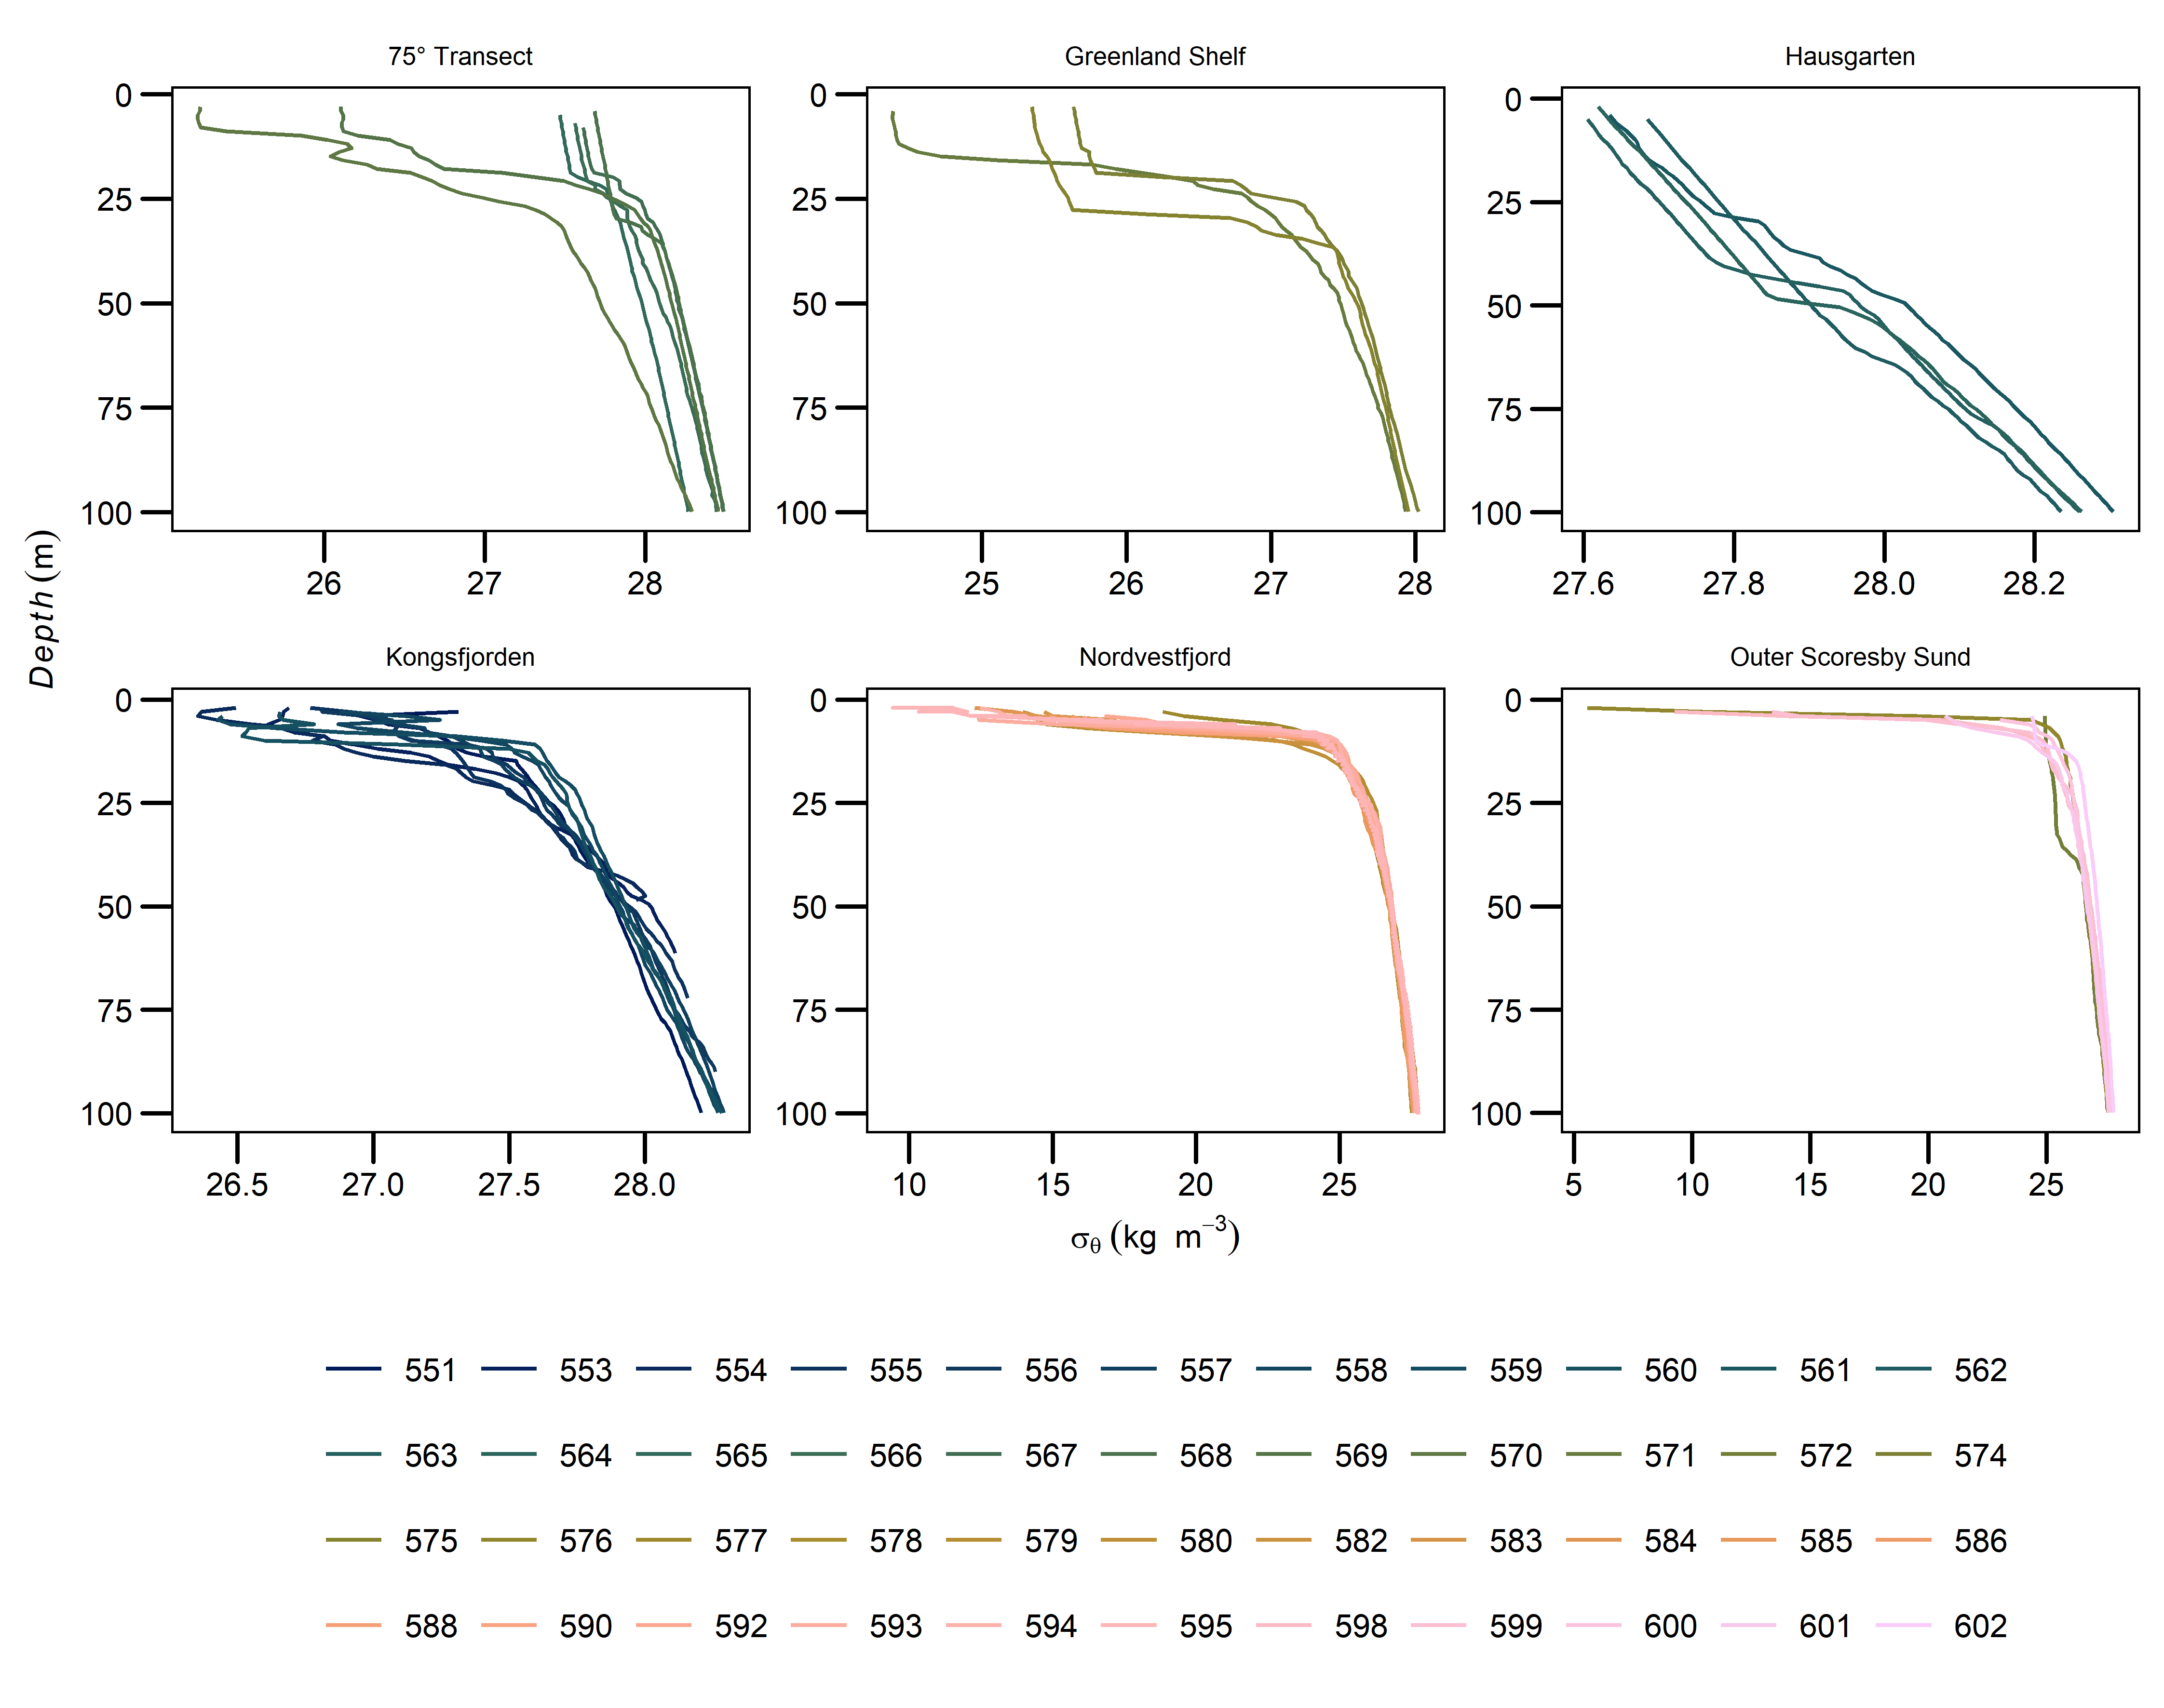 75° Transect
Greenland Shelf
Hausgarten
0
25
50
75
100
26 27 28
0
25
50
75
100
25 26 27 28
0
25
50
75
100
27.6 27.8 28.0 28.2
Depth (m)
Kongsfjorden
Nordvestfjord
Outer Scoresby Sund
0
25
50
75
100
26.5 27.0 27.5 28.0
0
25
50
75
100
10 15 20 25
0
25
50
75
100
5 10 15 20 25
σθ (kg m−3)
551 553 554 555 556 557 558 559 560 561 562
563 564 565 566 567 568 569 570 571 572 574
575 576 577 578 579 580 582 583 584 585 586
588 590 592 593 594 595 598 599 600 601 602